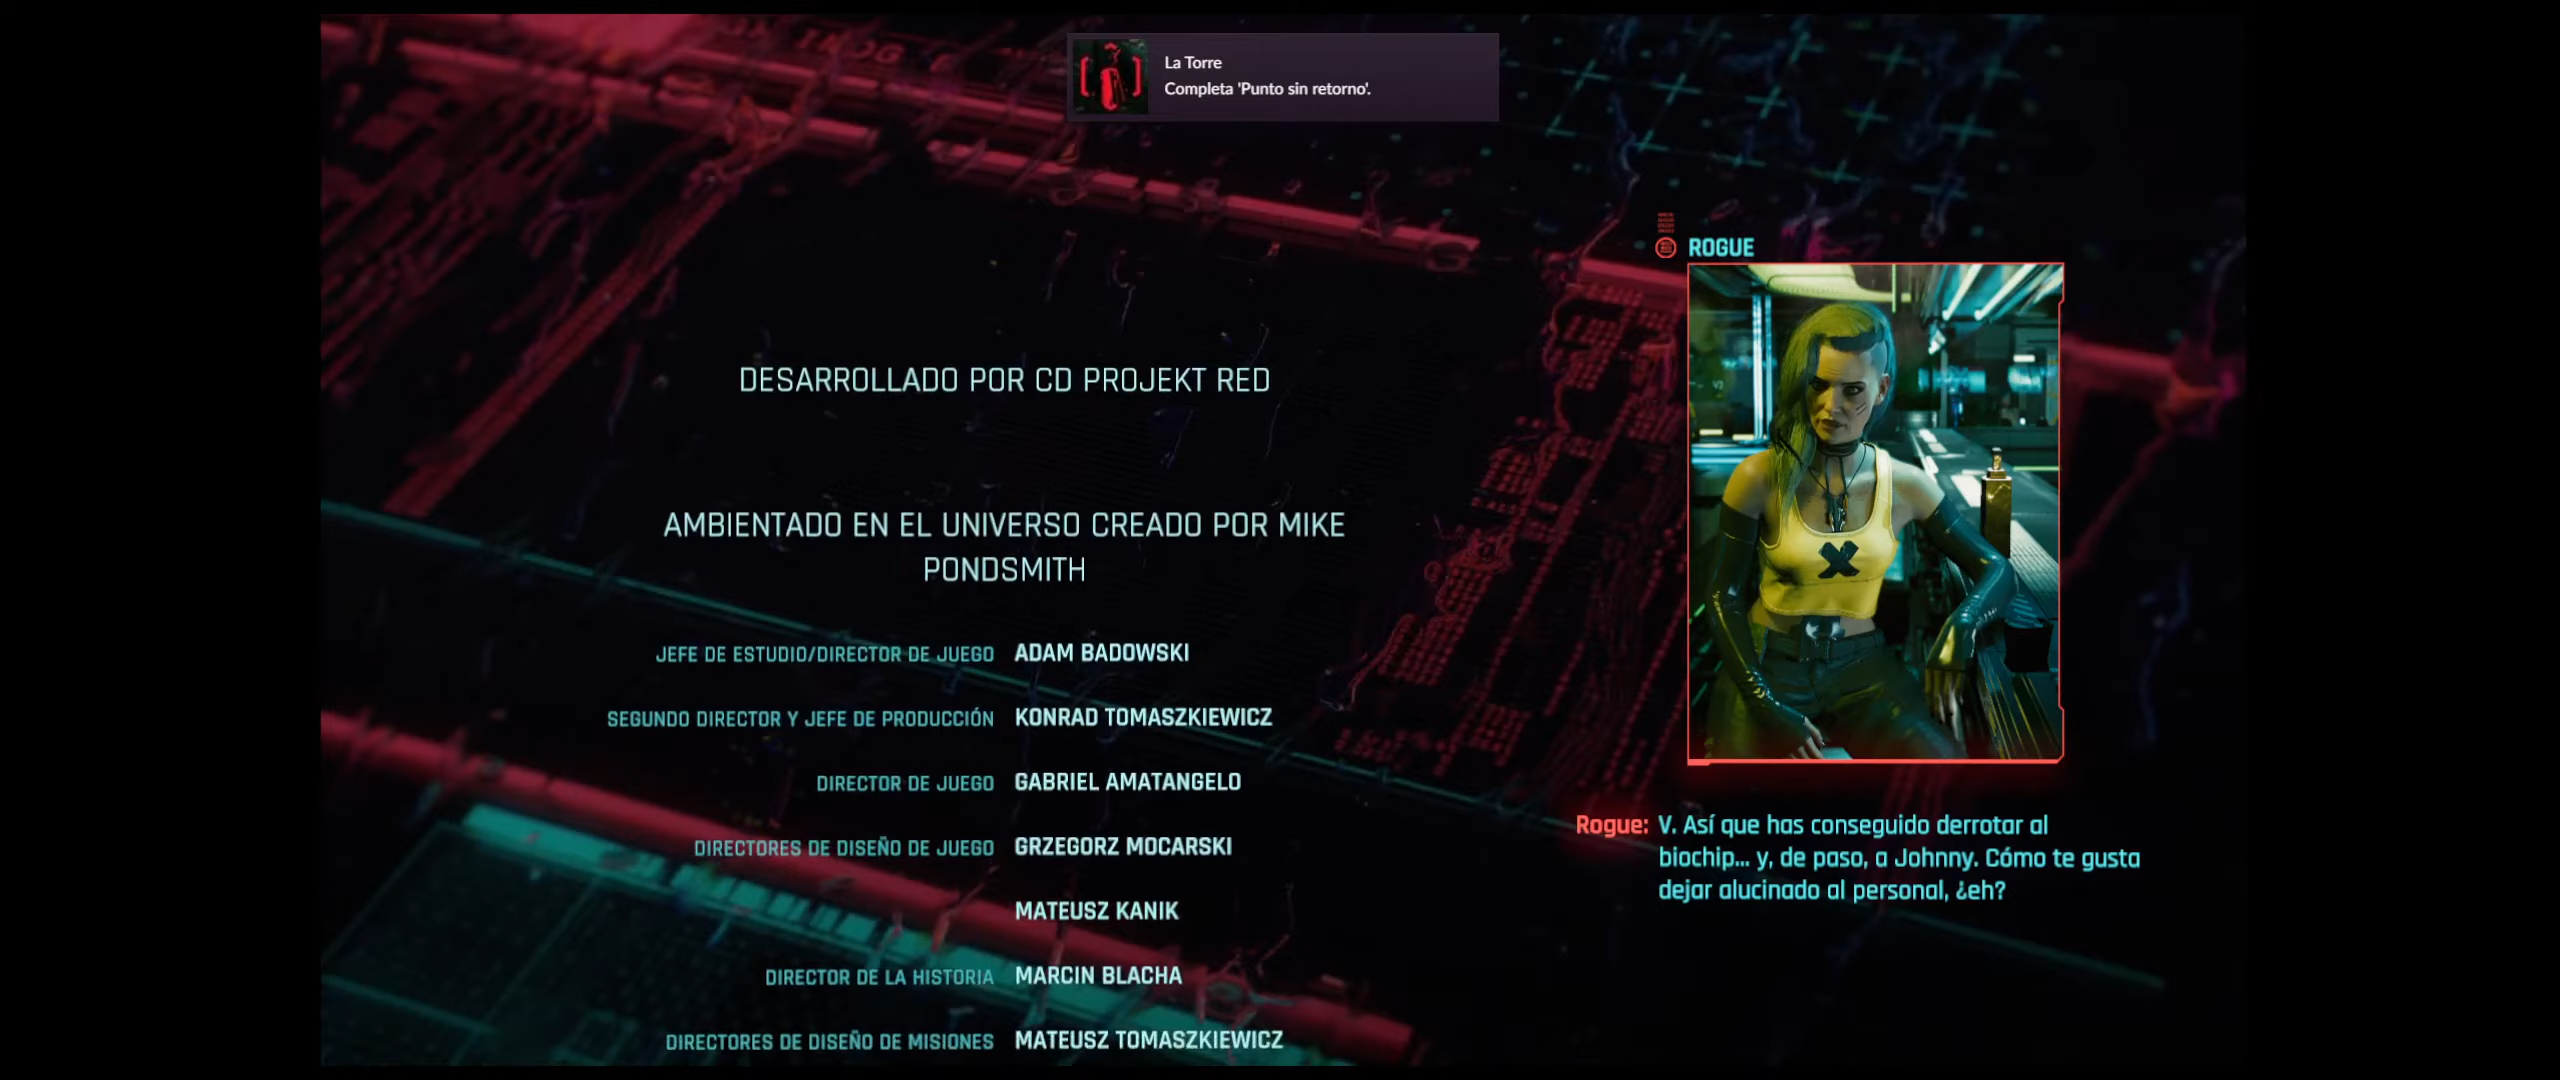 La Torre
Completa 'Punto sin retorno'.
ROGUE
DESARROLLADO POR CD PROJEKT RED
AMBIENTADO EN EL UNIVERSO CREADO POR MIKE
PONDSMITH
JEFE DE ESTUDIO/DIRECTOR DE JUEGO ADAM BADOWSKI
SEGUNDO DIRECTOR Y JEFE DE PRODUCCIÓN KONRAD TOMASZKIEWICZ
DIRECTOR DE JUEGO GABRIEL AMATANGELO
DIRECTORES DE DISEÑO DE JUEGO GRZEGORZ MOCARSKI
MATEUSZ KANIK
DIRECTOR DE LA HISTORIA MARCIN BLACHA
DIRECTORES DE DISEÑO DE MISIONES MATEUSZ TOMASZKIEWICZ
Rogue: V. Así que has conseguido derrotar al
biochip... y, de paso, a Johnny. Cómo te gusta
dejar alucinado al personal, ¿eh?